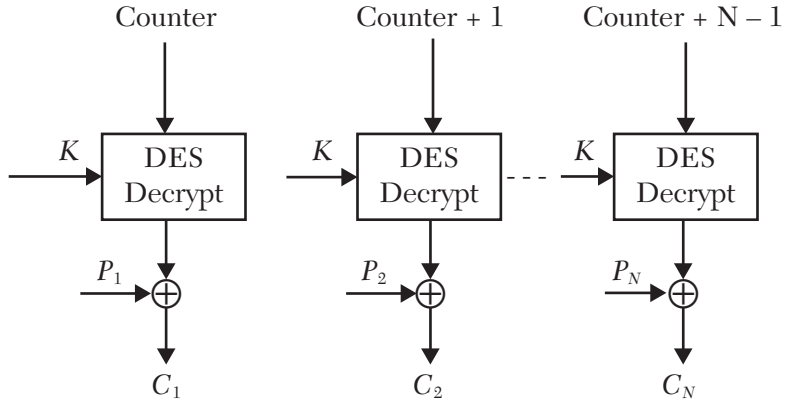 Counter
Counter + 1
Counter + N – 1
K
DES
Decrypt
K
DES
Decrypt
K
DES
Decrypt
P1
P2
PN
C1
C2
CN